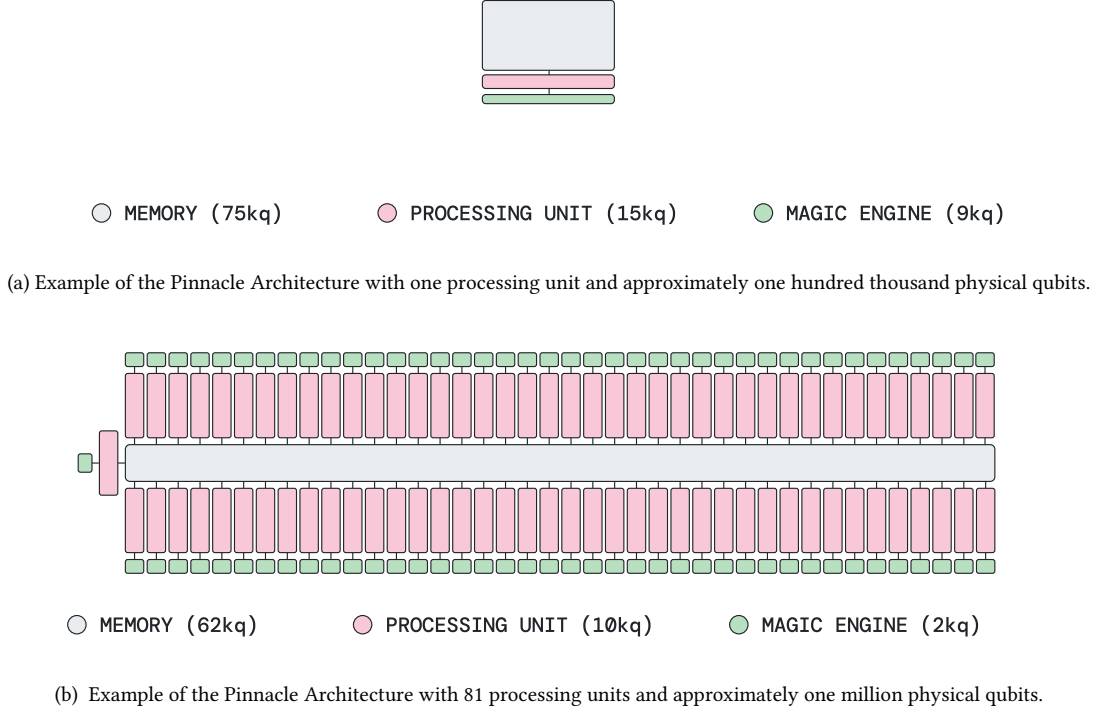 MEMORY (75kq) PROCESSING UNIT (15kq) MAGIC ENGINE (9kq)
(a) Example of the Pinnacle Architecture with one processing unit and approximately one hundred thousand physical qubits.
MEMORY (62kq) PROCESSING UNIT (10kq) MAGIC ENGINE (2kq)
(b) Example of the Pinnacle Architecture with 81 processing units and approximately one million physical qubits.